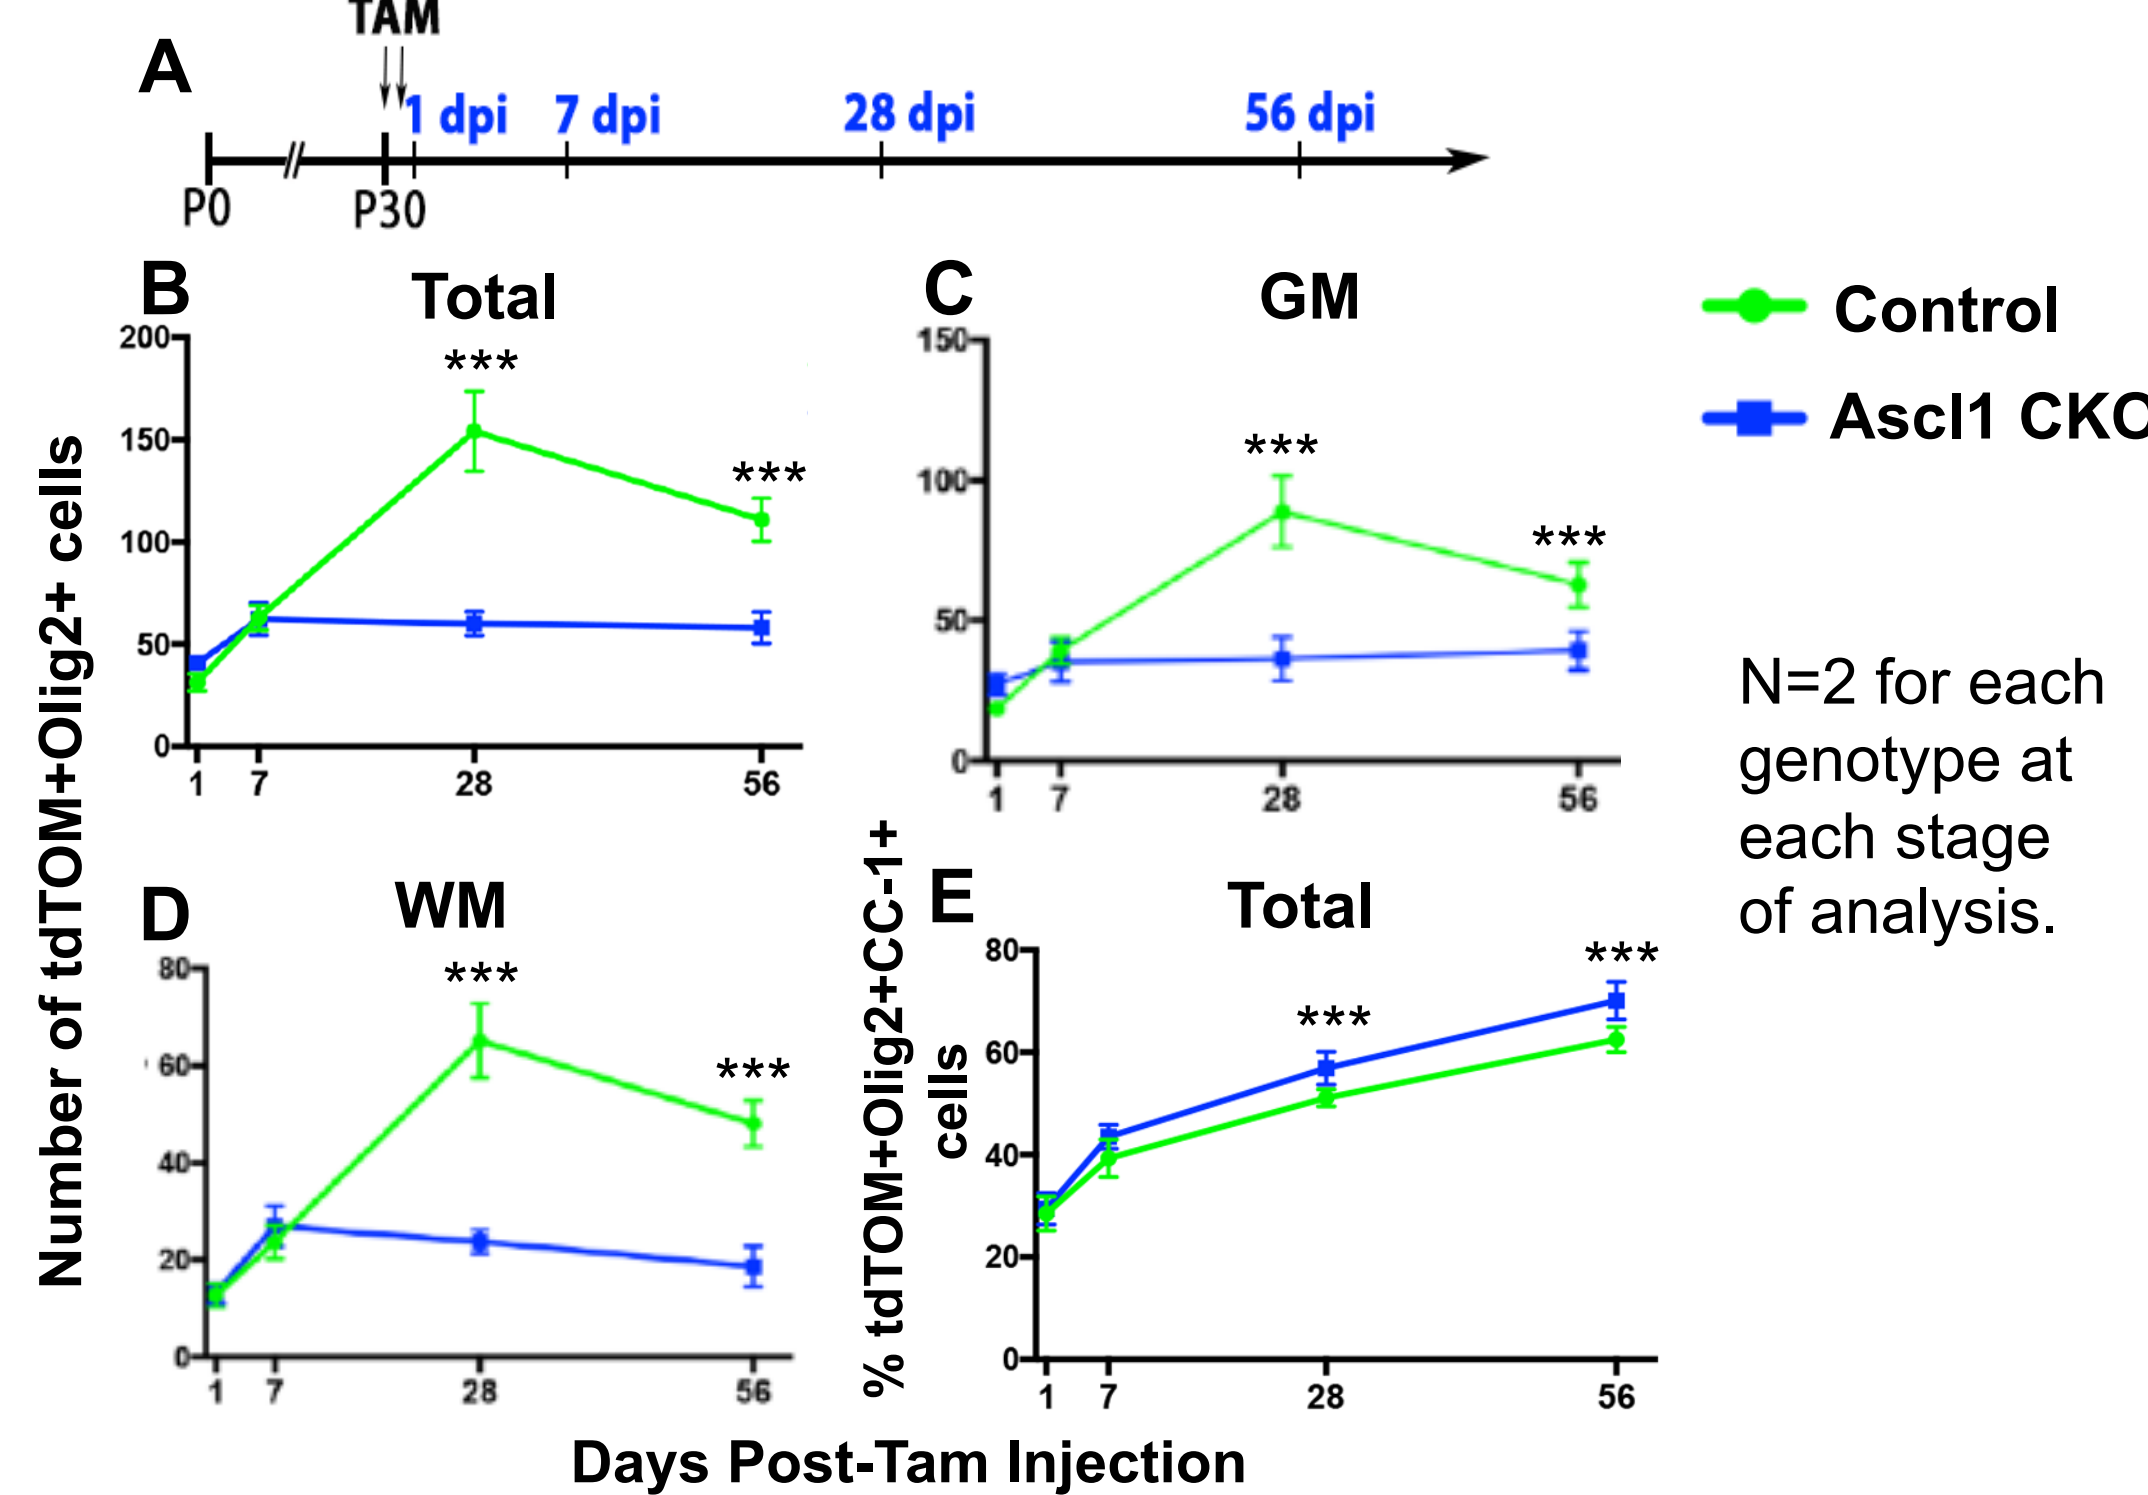 TAM
A
1 dpi 7 dpi 28 dpi 56 dpi
P0 P30
B Total
C GM
Control
Ascl1 CKO
Number of tdTOM+Olig2+ cells
200
150
100
50
0
***
***
1 7 28 56
150
100
50
0
***
***
1 7 28 56
N=2 for each
genotype at
each stage
of analysis.
D WM
80
60
40
20
0
***
***
1 7 28 56
E Total
% tdTOM+Olig2+CC-1+
cells
80
60
40
20
0
***
***
1 7 28 56
Days Post-Tam Injection